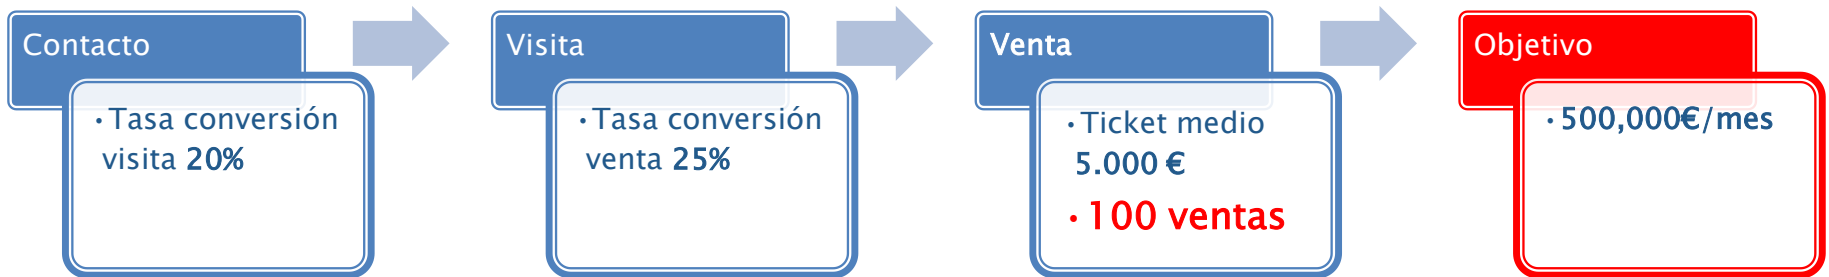 Contacto
• Tasa conversión
visita 20%
Visita
• Tasa conversión
venta 25%
Venta
• Ticket medio
5.000 €
• 100 ventas
Objetivo
• 500,000€/mes